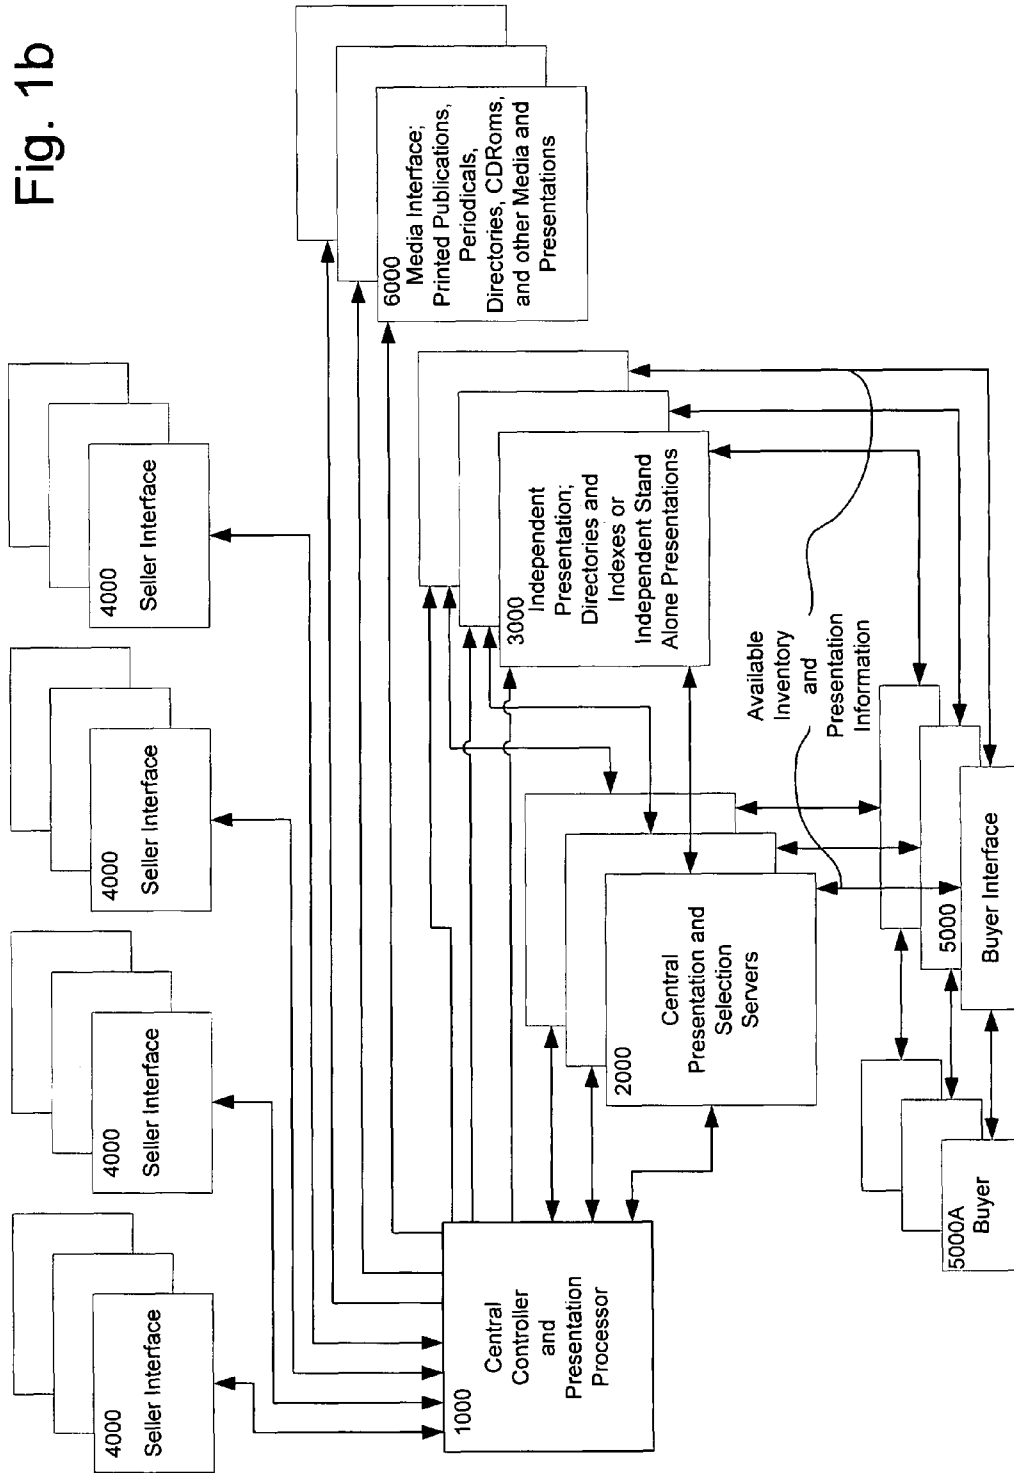 Fig. 1b
4000
Seller Interface
4000
Seller Interface
4000
Seller Interface
4000
Seller Interface
6000
Media Interface;
Printed Publications,
Periodicals,
Directories, CDRoms,
and other Media and
Presentations
1000
Central
Controller
and
Presentation
Processor
3000
Independent
Presentation;
Directories and
Indexes or
Independent Stand
Alone Presentations
2000
Central
Presentation and
Selection
Servers
Available
Inventory
and
Presentation
Information
5000A
Buyer
5000
Buyer Interface